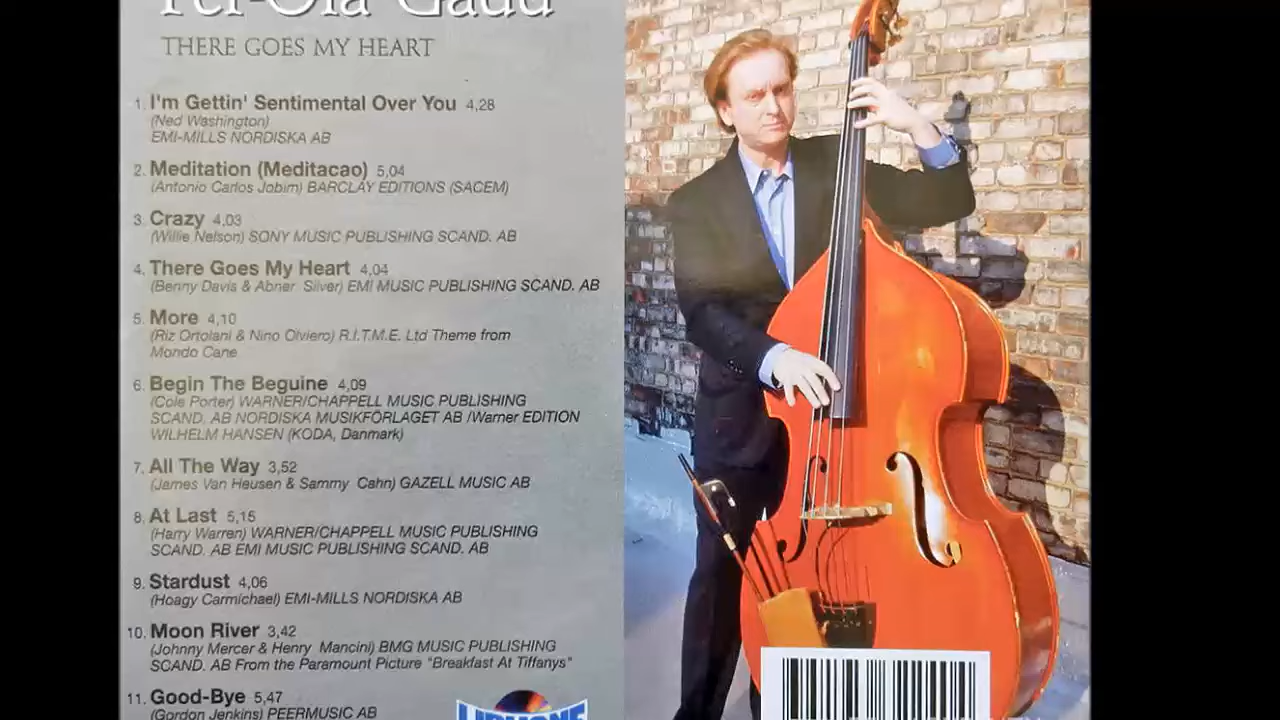 Per-Ola Gadd
THERE GOES MY HEART
1. I'm Gettin' Sentimental Over You 4,28
(Ned Washington)
EMI-MILLS NORDISKA AB
2. Meditation (Meditacao) 5,04
(Antonio Carlos Jobim) BARCLAY EDITIONS (SACEM)
3. Crazy 4,03
(Willie Nelson) SONY MUSIC PUBLISHING SCAND. AB
4. There Goes My Heart 4,04
(Benny Davis & Abner Silver) EMI MUSIC PUBLISHING SCAND. AB
5. More 4,10
(Riz Ortolani & Nino Olviero) R.I.T.M.E. Ltd Theme from
Mondo Cane
6. Begin The Beguine 4,09
(Cole Porter) WARNER/CHAPPELL MUSIC PUBLISHING
SCAND. AB NORDISKA MUSIKFÖRLAGET AB /Warner EDITION
WILHELM HANSEN (KODA, Danmark)
7. All The Way 3,52
(James Van Heusen & Sammy Cahn) GAZELL MUSIC AB
8. At Last 5,15
(Harry Warren) WARNER/CHAPPELL MUSIC PUBLISHING
SCAND. AB EMI MUSIC PUBLISHING SCAND. AB
9. Stardust 4,06
(Hoagy Carmichael) EMI-MILLS NORDISKA AB
10. Moon River 3,42
(Johnny Mercer & Henry Mancini) BMG MUSIC PUBLISHING
SCAND. AB From the Paramount Picture "Breakfast At Tiffanys"
11. Good-Bye 5,47
(Gordon Jenkins) PEERMUSIC AB